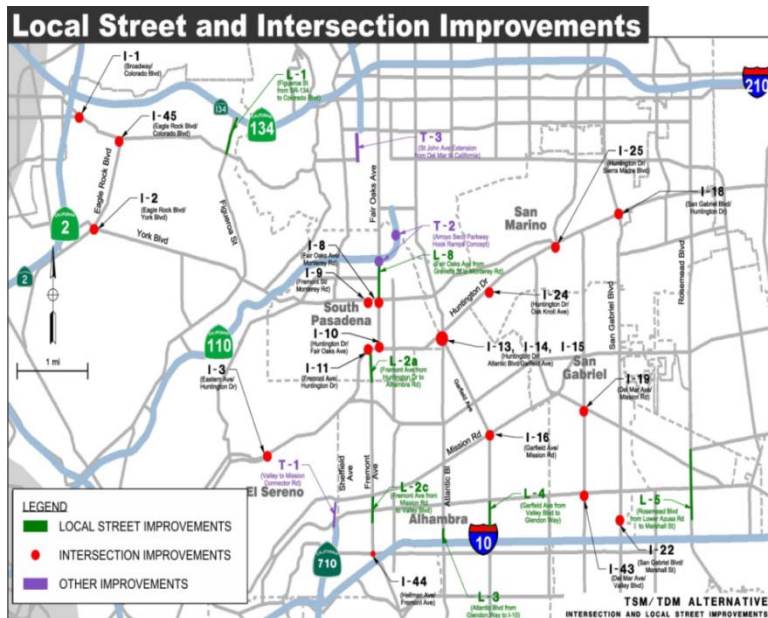 Local Street and Intersection Improvements
I-1
(Broadway/
Colorado Blvd)
L-1
(Figueroa St
from SR-134
to Colorado Blvd)
CALIFORNIA
210
I-45
(Eagle Rock Blvd/
Colorado Blvd)
134
CALIFORNIA
134
T-3
(St John Ave Extension
from Del Mar to California)
I-25
(Huntington Dr/
Sierra Madre Blvd)
I-18
(San Gabriel Blvd/
Huntington Dr)
Eagle Rock Blvd
Fair Oaks Ave
I-2
(Eagle Rock Blvd/
York Blvd)
Figueroa St
San
Marino
CALIFORNIA
2
York Blvd
T-2
(Arroyo Seco Parkway
Hook Ramps Concept)
I-8
(Fair Oaks Ave/
Monterey Rd)
L-8
(Fair Oaks Ave from
Grevelia St to Monterey Rd)
Rosemead Blvd
2
I-9
(Fremont St/
Monterey Rd)
Huntington Dr
I-24
(Huntington Dr/
Oak Knoll Ave)
San Gabriel Blvd
South
Pasadena
CALIFORNIA
110
I-10
(Huntington Dr/
Fair Oaks Ave)
I-13, I-14, I-15
(Huntington Dr/
Atlantic Blvd/Garfield Ave)
1 mi
I-3
(Eastern Ave/
Huntington Dr)
I-11
(Fremont Ave/
Huntington Dr)
L-2a
(Fremont Ave from
Huntington Dr to
Alhambra Rd)
San
Gabriel
I-19
(Del Mar Ave/
Mission Rd)
Garfield Ave
Mission Rd
I-16
(Garfield Ave/
Mission Rd)
T-1
(Valley to Mission
Connector Rd)
Sheffield
Ave
Fremont
Ave
Atlantic Bl
El Sereno
L-2c
(Fremont Ave from
Mission Rd
to Valley Blvd)
L-4
(Garfield Ave from
Valley Blvd to
Glendon Way)
L-5
(Rosemead Blvd
from Lower Azusa Rd
to Marshall St)
Alhambra
LEGEND
LOCAL STREET IMPROVEMENTS
INTERSECTION IMPROVEMENTS
OTHER IMPROVEMENTS
10
I-22
(San Gabriel Blvd/
Marshall St)
CALIFORNIA
710
I-44
(Hellman Ave/
Fremont Ave)
I-43
(Del Mar Ave/
Valley Blvd)
L-3
(Atlantic Blvd from
Glendon Way to I-10)
TSM/TDM ALTERNATIVE
INTERSECTION AND LOCAL STREET IMPROVEMENTS